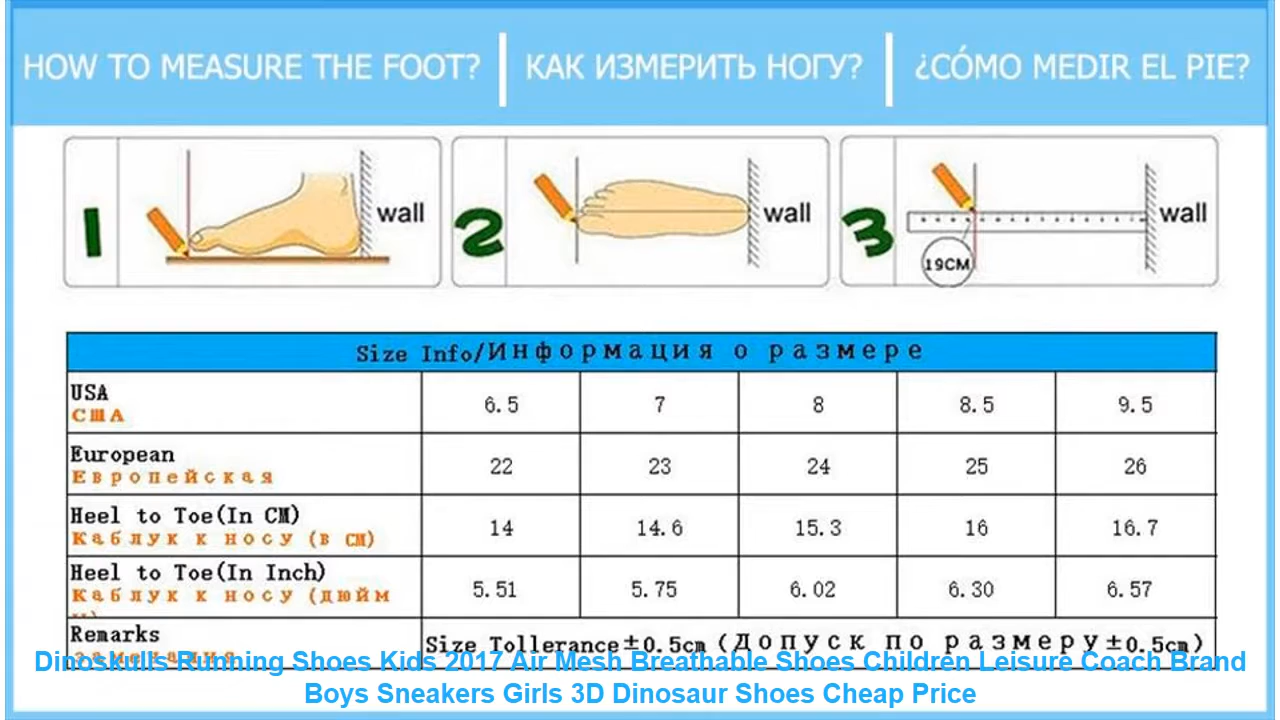 HOW TO MEASURE THE FOOT? КАК ИЗМЕРИТЬ НОГУ? ¿CÓMO MEDIR EL PIE?
1 wall 2 wall 3 wall
19CM
Size Info/Информация о размере
USA
США
6.5 7 8 8.5 9.5
European
Европейская
22 23 24 25 26
Heel to Toe(In CM)
Каблук к носу (в см)
14 14.6 15.3 16 16.7
Heel to Toe(In Inch)
Каблук к носу (дюйм
5.51 5.75 6.02 6.30 6.57
Remarks
Size Tollerance±0.5cm (Допуск по размеру±0.5cm)
Dinoskulls Running Shoes Kids 2017 Air Mesh Breathable Shoes Children Leisure Coach Brand
Boys Sneakers Girls 3D Dinosaur Shoes Cheap Price